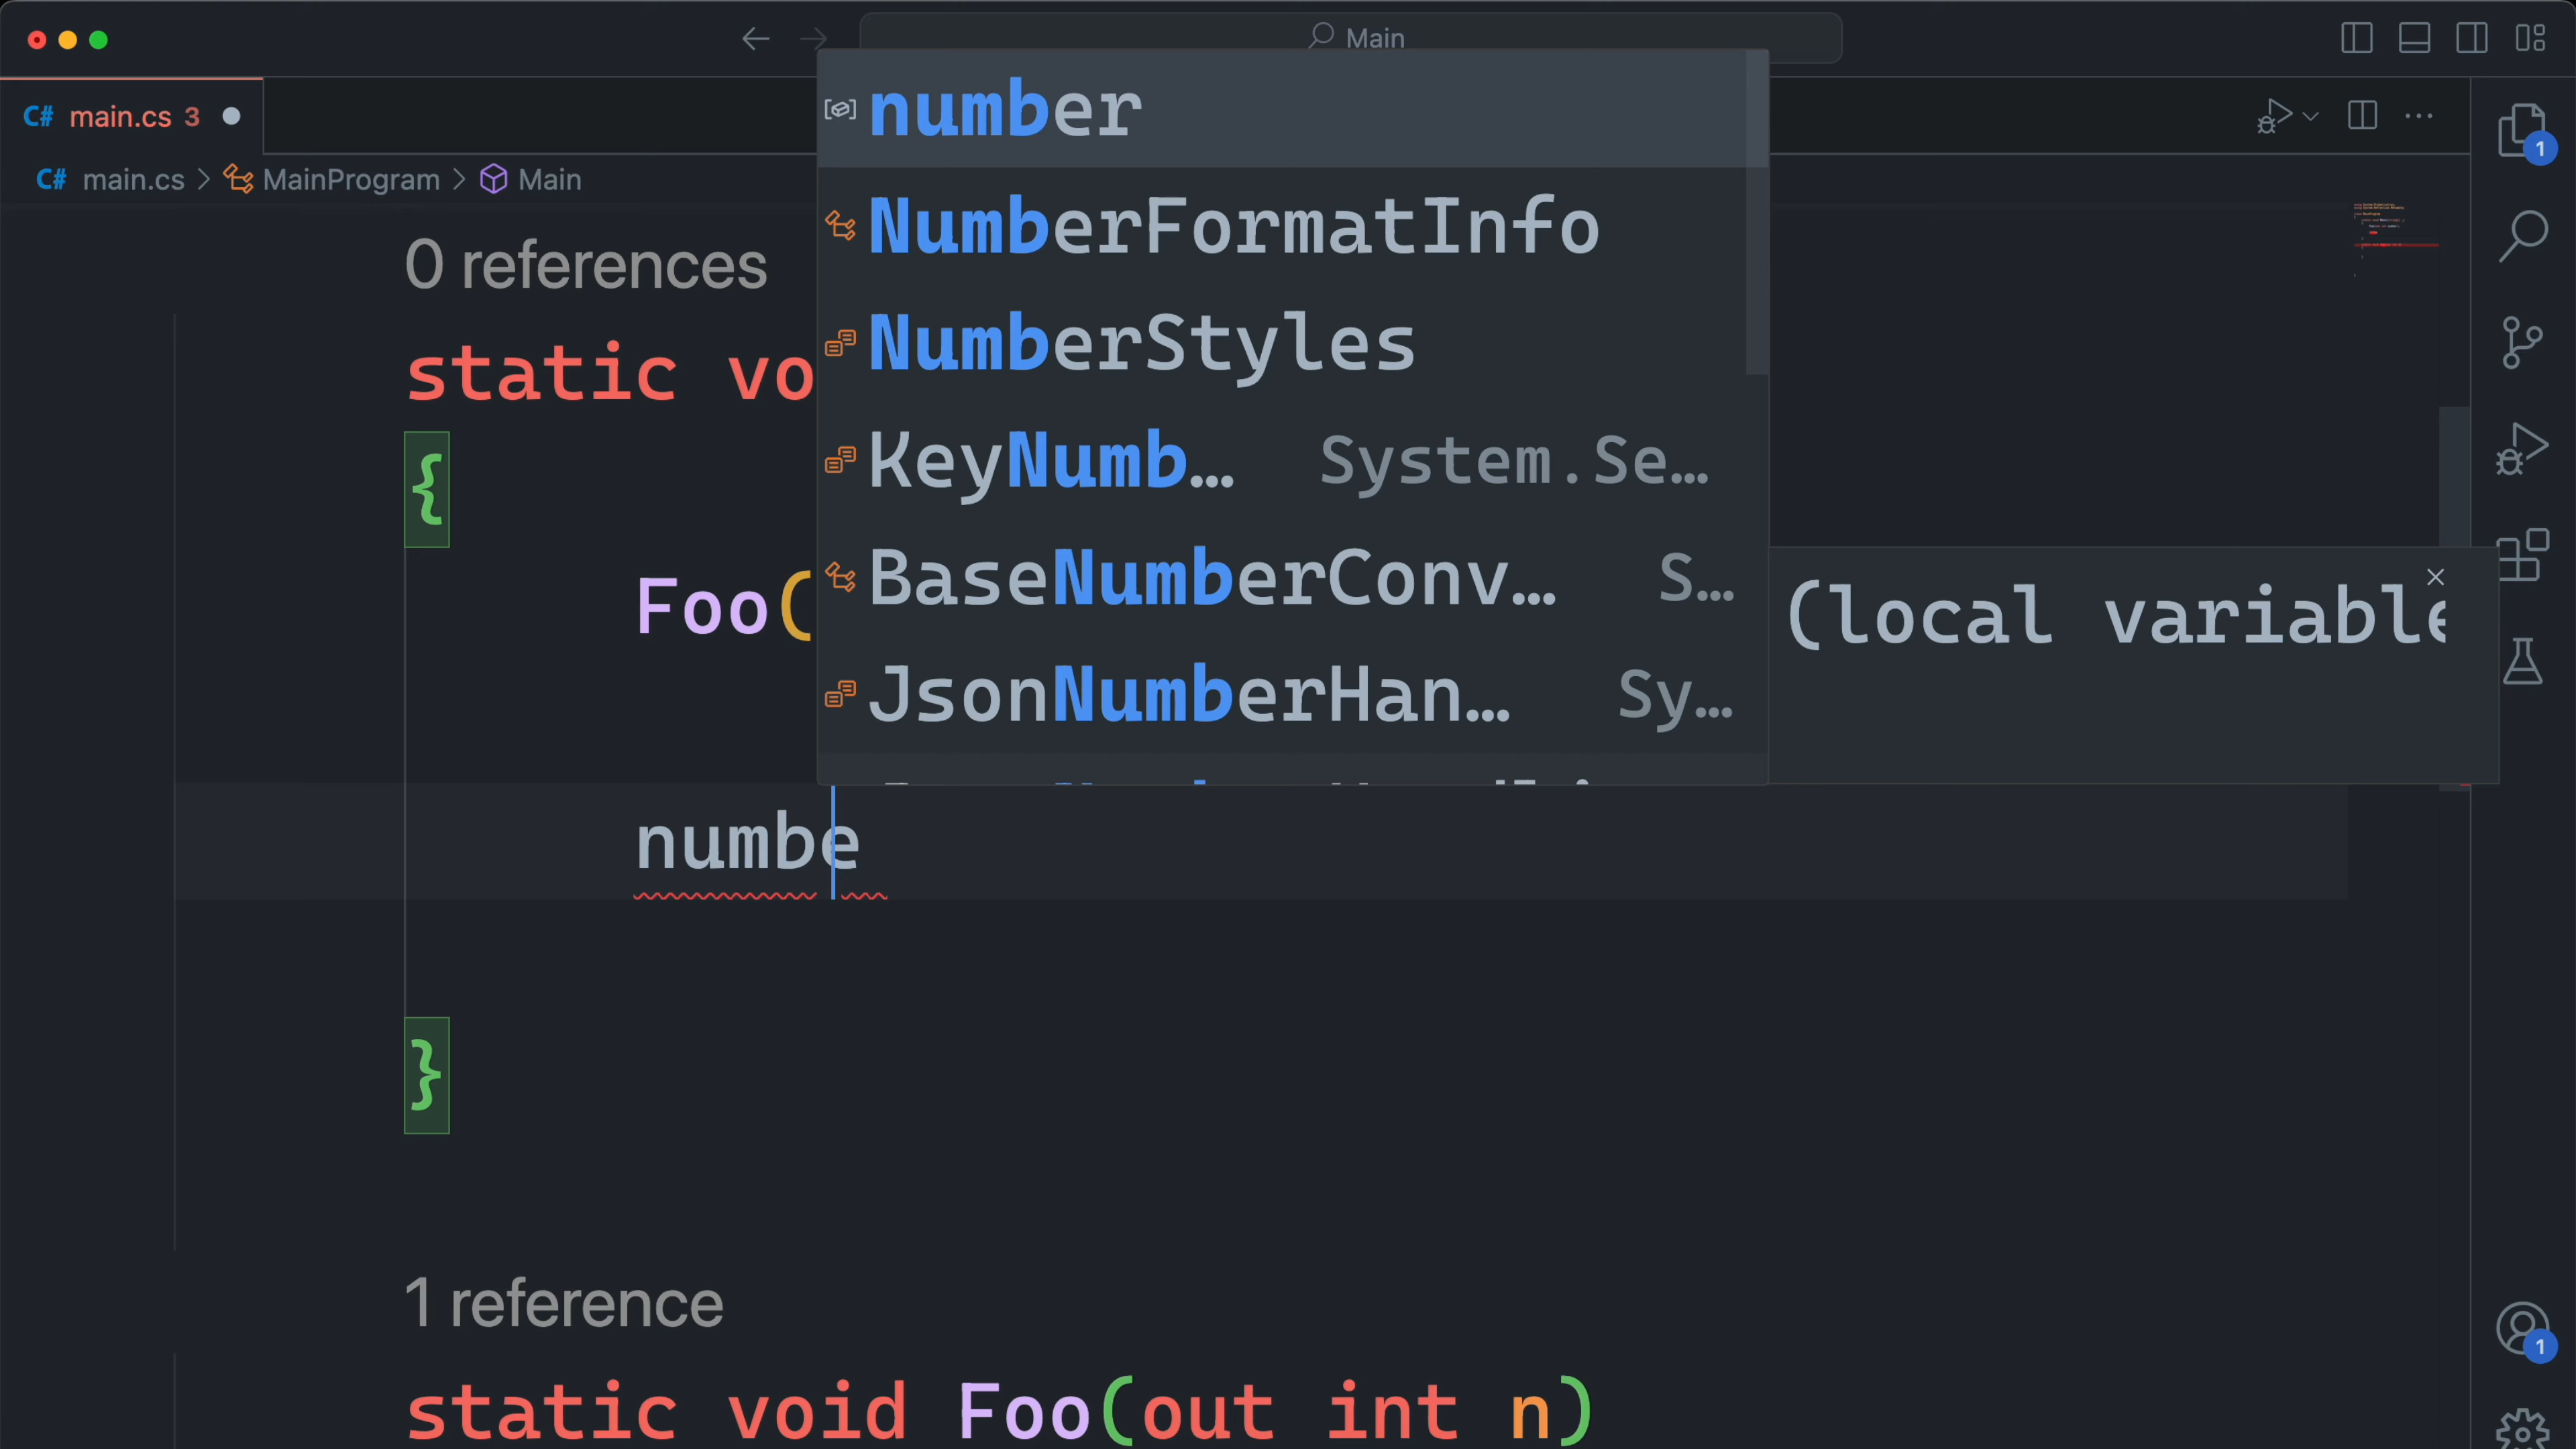 Main
C# main.cs 3
C# main.cs > MainProgram > Main
number
NumberFormatInfo
NumberStyles
KeyNumb… System.Se…
BaseNumberConv… S…
JsonNumberHan… Sy…
(local variable
0 references
static vo
{
Foo(
numbe
}
1 reference
static void Foo(out int n)
1
1